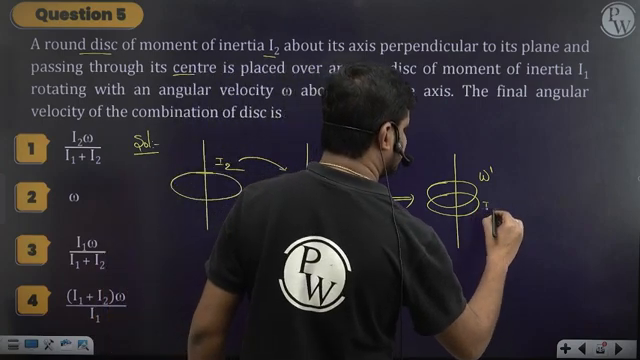 Question 5
PW
A round disc of moment of inertia I₂ about its axis perpendicular to its plane and
passing through its centre is placed over disc of moment of inertia I₁
rotating with an angular velocity ω axis. The final angular
velocity of the combination of disc is
1 I₂ω / I₁ + I₂
2 ω
3 I₁ω / I₁ + I₂
4 (I₁ + I₂)ω / I₁
Sol:-
I₂
ω'
I
PW